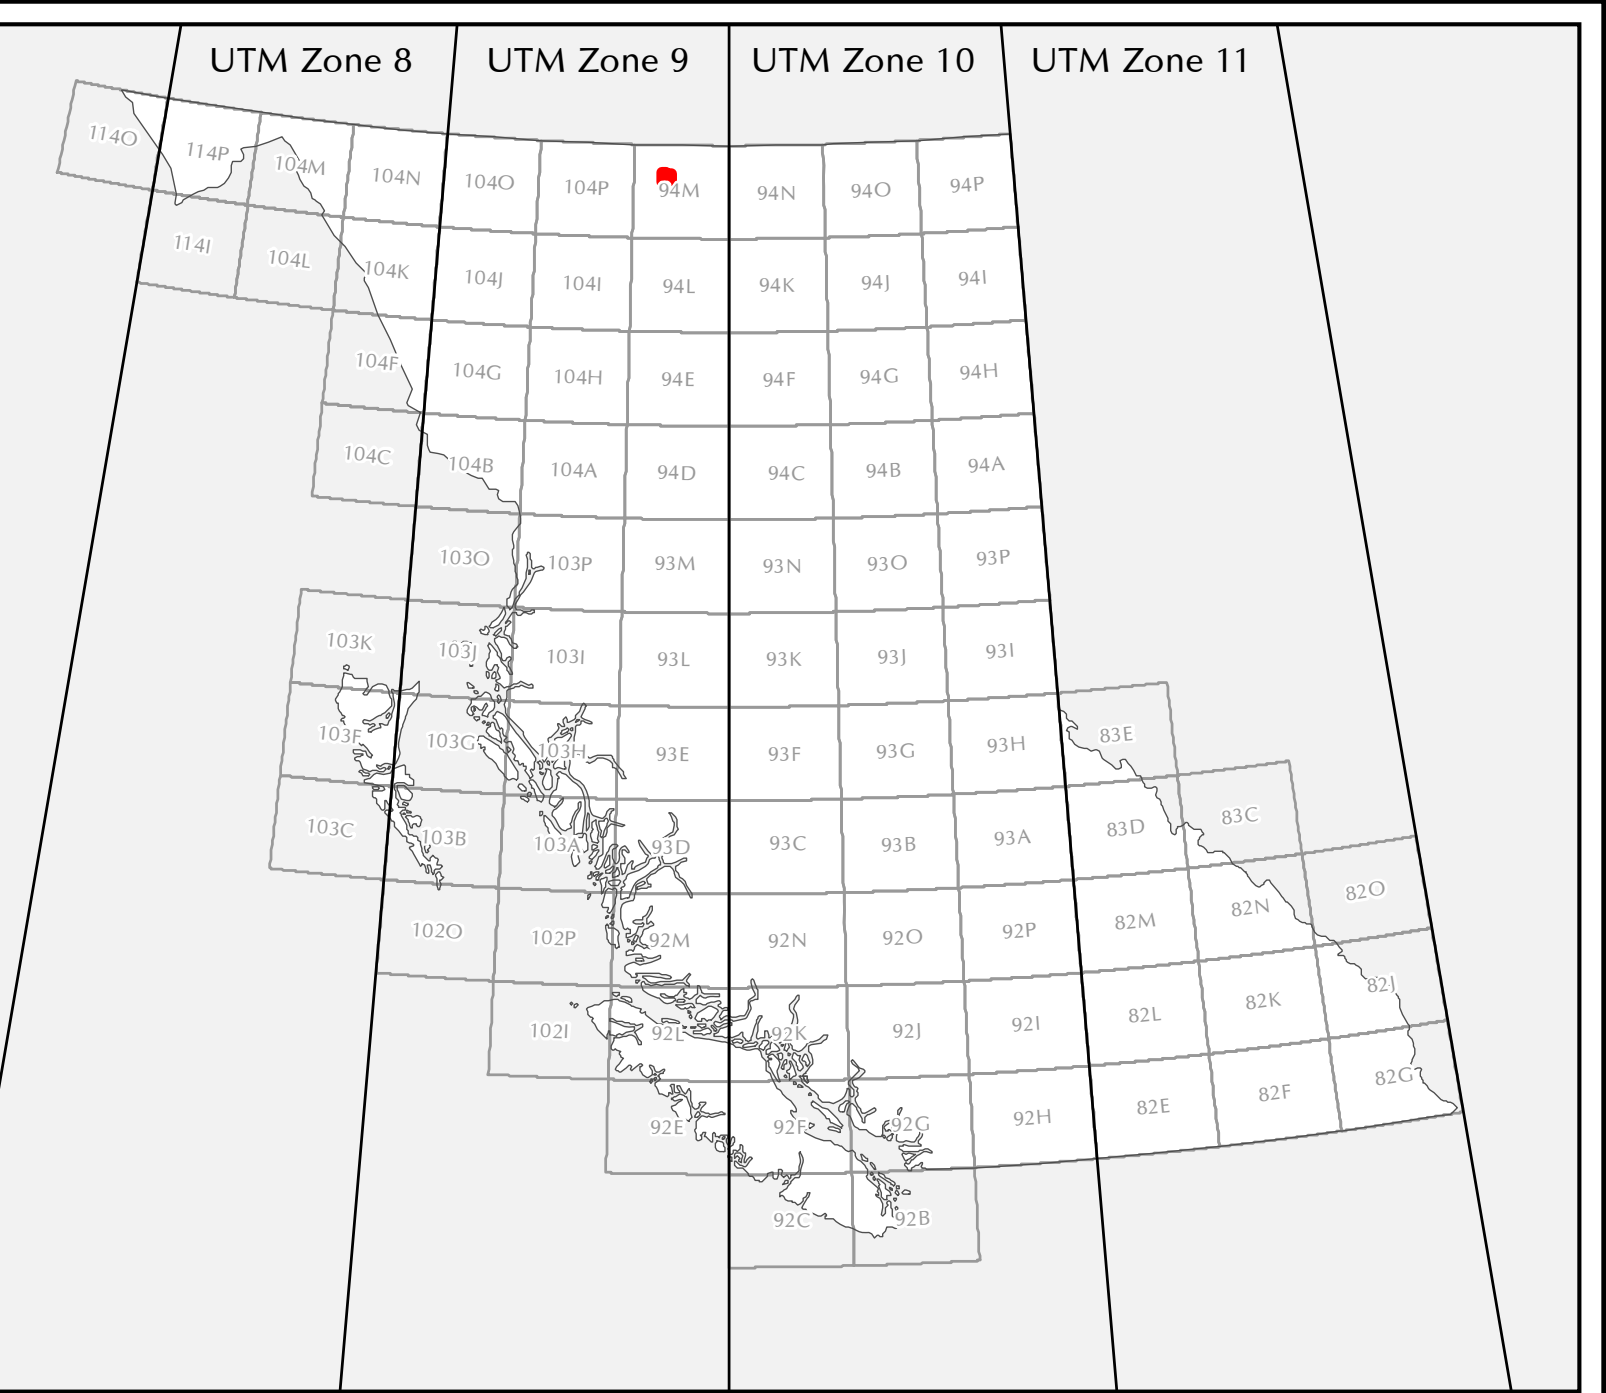 UTM Zone 8 UTM Zone 9 UTM Zone 10 UTM Zone 11
114O 114P 104M 104N 104O 104P 94M 94N 94O 94P
114I 104L 104K 104J 104I 94L 94K 94J 94I
104F 104G 104H 94E 94F 94G 94H
104C 104B 104A 94D 94C 94B 94A
103O 103P 93M 93N 93O 93P
103K 103J 103I 93L 93K 93J 93I
103F 103G 103H 93E 93F 93G 93H 83E
103C 103B 103A 93D 93C 93B 93A 83D 83C
102O 102P 92M 92N 92O 92P 82M 82N 82O
102I 92L 92K 92J 92I 82L 82K 82J
92E 92F 92G 92H 82E 82F 82G
92C 92B